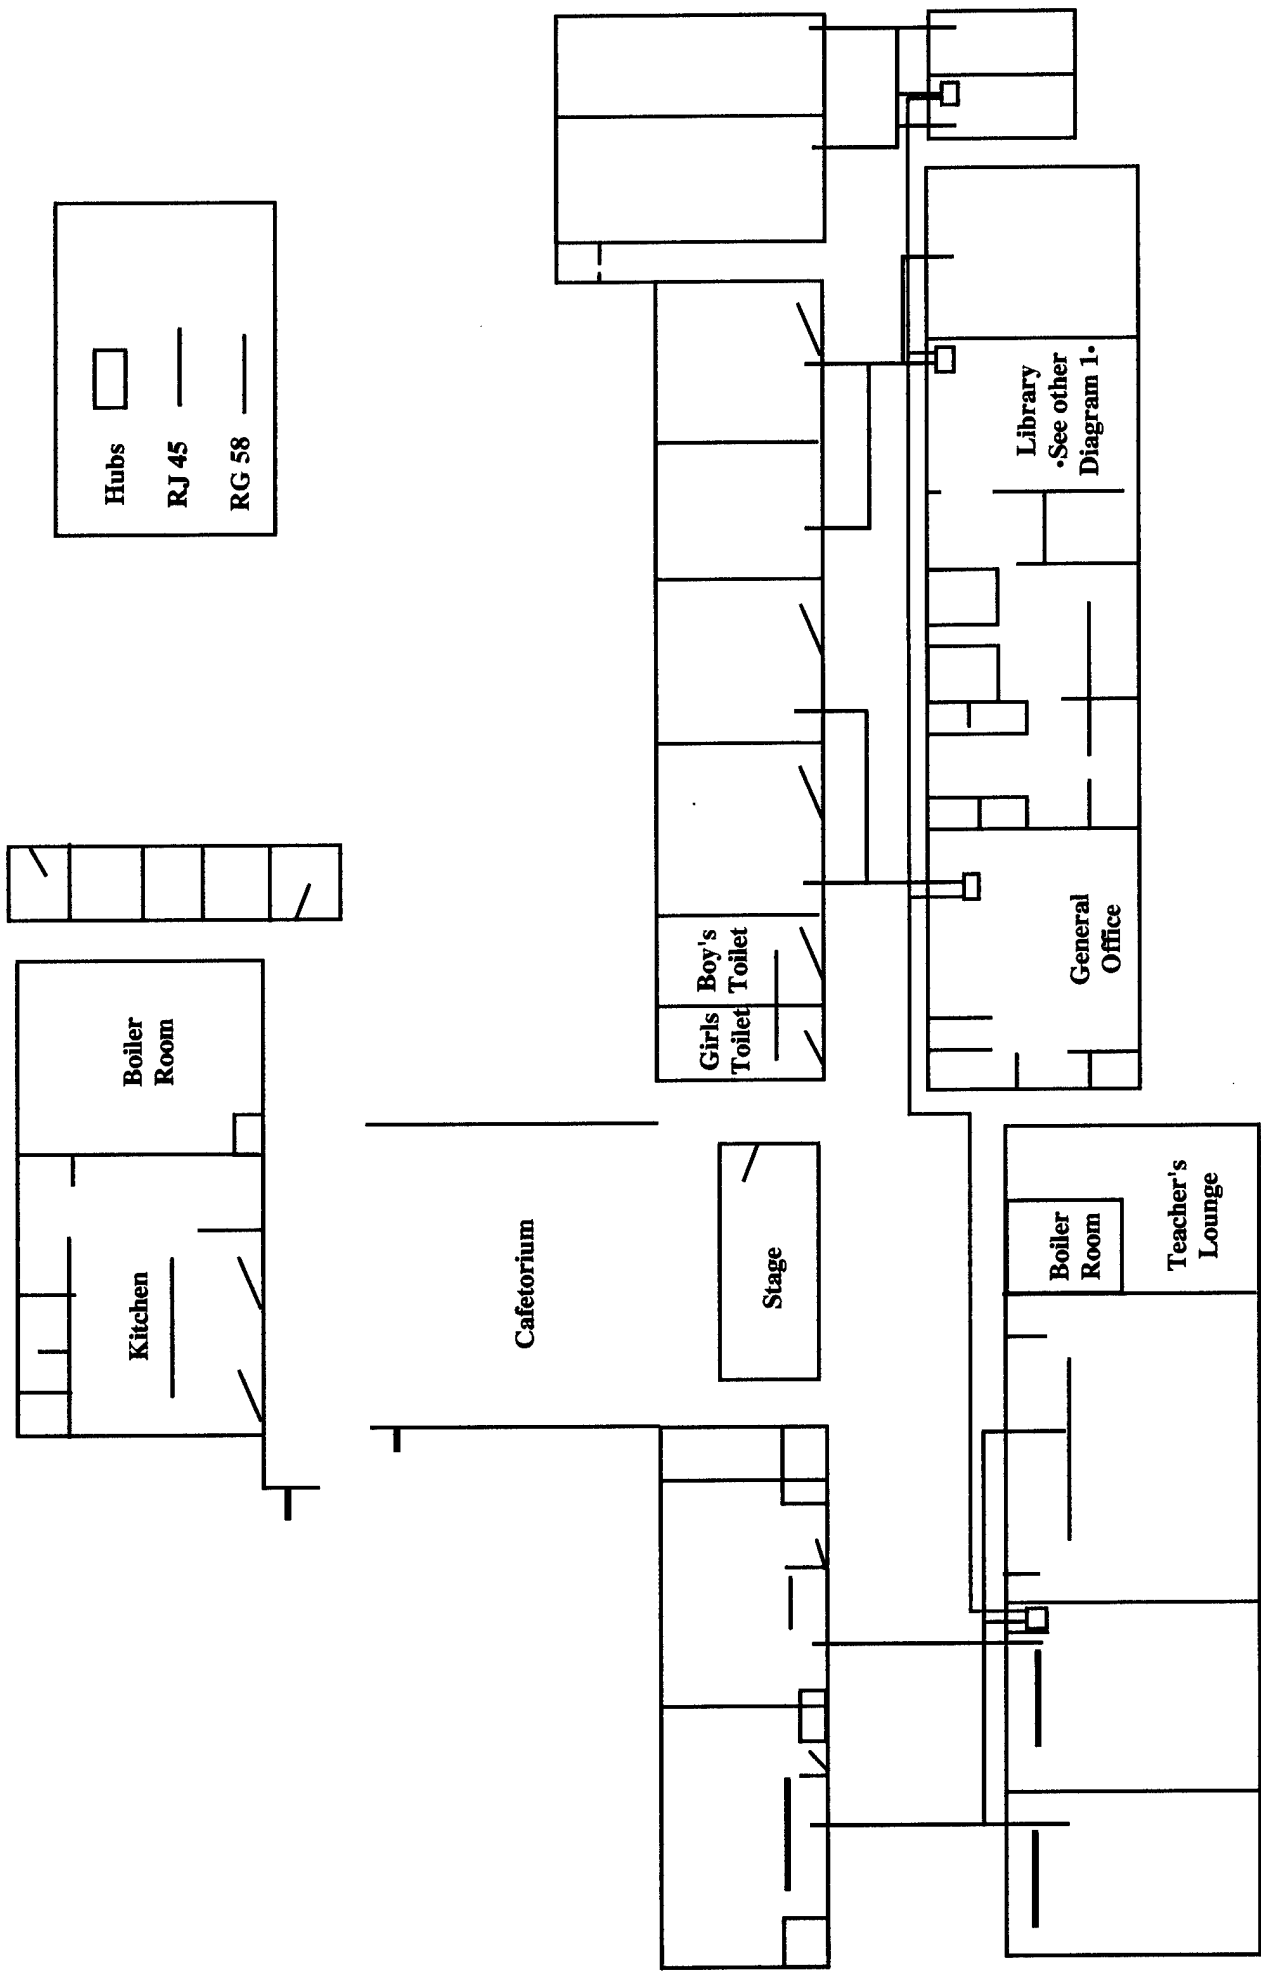 Hubs
RJ 45
RG 58
Boiler
Room
Kitchen
Cafetorium
Stage
Girls
Toilet
Boy's
Toilet
Library
•See other
Diagram 1•
General
Office
Boiler
Room
Teacher's
Lounge